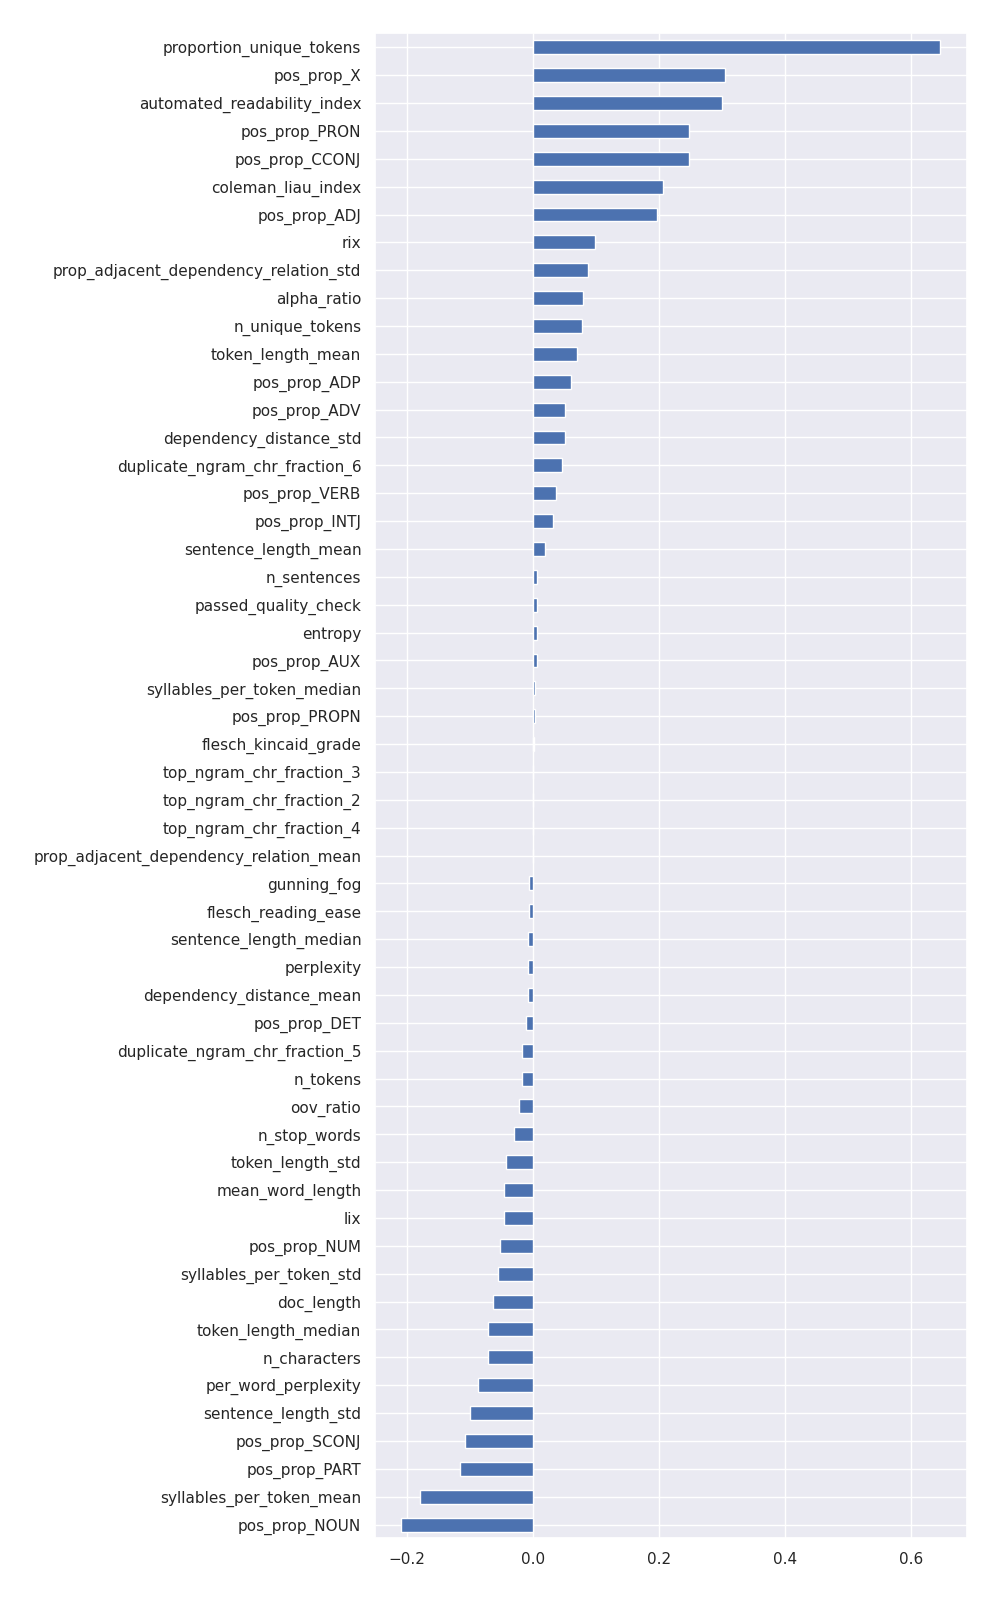 proportion_unique_tokens
pos_prop_X
automated_readability_index
pos_prop_PRON
pos_prop_CCONJ
coleman_liau_index
pos_prop_ADJ
rix
prop_adjacent_dependency_relation_std
alpha_ratio
n_unique_tokens
token_length_mean
pos_prop_ADP
pos_prop_ADV
dependency_distance_std
duplicate_ngram_chr_fraction_6
pos_prop_VERB
pos_prop_INTJ
sentence_length_mean
n_sentences
passed_quality_check
entropy
pos_prop_AUX
syllables_per_token_median
pos_prop_PROPN
flesch_kincaid_grade
top_ngram_chr_fraction_3
top_ngram_chr_fraction_2
top_ngram_chr_fraction_4
prop_adjacent_dependency_relation_mean
gunning_fog
flesch_reading_ease
sentence_length_median
perplexity
dependency_distance_mean
pos_prop_DET
duplicate_ngram_chr_fraction_5
n_tokens
oov_ratio
n_stop_words
token_length_std
mean_word_length
lix
pos_prop_NUM
syllables_per_token_std
doc_length
token_length_median
n_characters
per_word_perplexity
sentence_length_std
pos_prop_SCONJ
pos_prop_PART
syllables_per_token_mean
pos_prop_NOUN
−0.2 0.0 0.2 0.4 0.6